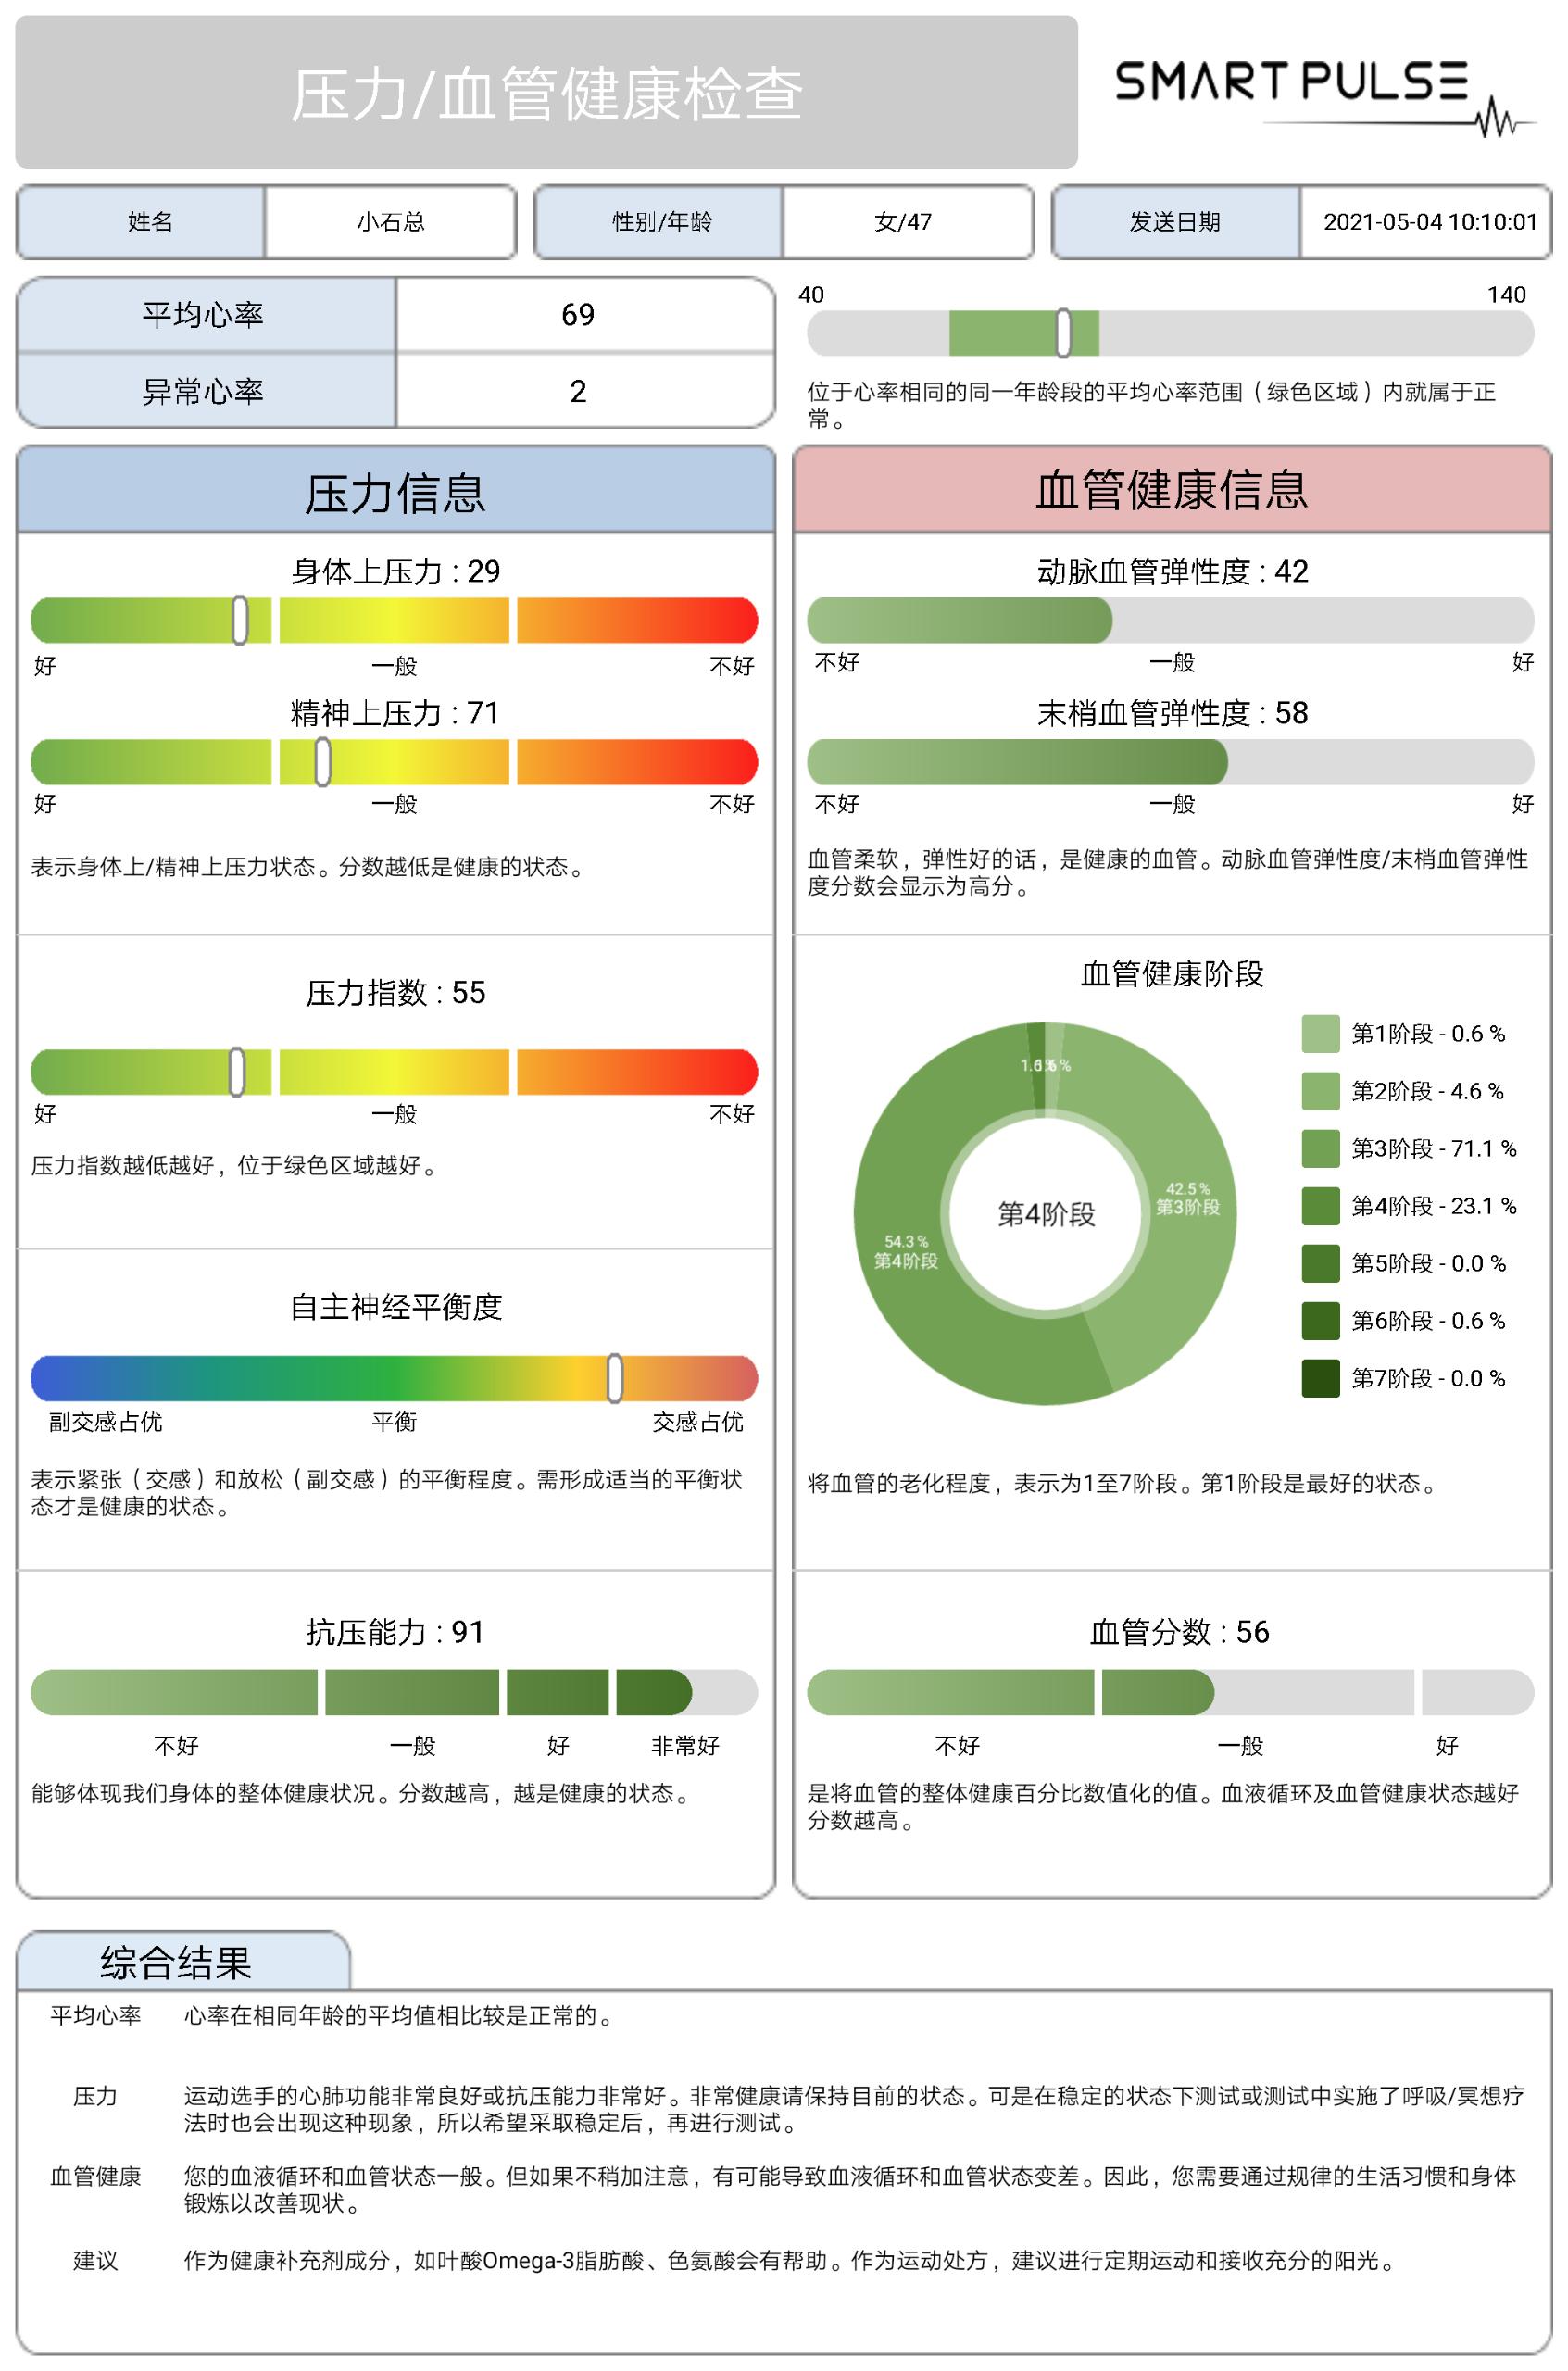 压力/血管健康检查
SMART PULSE
姓名
小石总
性别/年龄
女/47
发送日期
2021-05-04 10:10:01
平均心率
69
异常心率
2
40
140
位于心率相同的同一年龄段的平均心率范围（绿色区域）内就属于正
常。
压力信息
身体上压力 : 29
好
一般
不好
精神上压力 : 71
好
一般
不好
表示身体上/精神上压力状态。分数越低是健康的状态。
压力指数 : 55
好
一般
不好
压力指数越低越好，位于绿色区域越好。
自主神经平衡度
副交感占优
平衡
交感占优
表示紧张（交感）和放松（副交感）的平衡程度。需形成适当的平衡状
态才是健康的状态。
抗压能力 : 91
不好
一般
好
非常好
能够体现我们身体的整体健康状况。分数越高，越是健康的状态。
血管健康信息
动脉血管弹性度 : 42
不好
一般
好
末梢血管弹性度 : 58
不好
一般
好
血管柔软，弹性好的话，是健康的血管。动脉血管弹性度/末梢血管弹性
度分数会显示为高分。
血管健康阶段
42.5 %
第3阶段
54.3 %
第4阶段
第4阶段
第1阶段 - 0.6 %
第2阶段 - 4.6 %
第3阶段 - 71.1 %
第4阶段 - 23.1 %
第5阶段 - 0.0 %
第6阶段 - 0.6 %
第7阶段 - 0.0 %
将血管的老化程度，表示为1至7阶段。第1阶段是最好的状态。
血管分数 : 56
不好
一般
好
是将血管的整体健康百分比数值化的值。血液循环及血管健康状态越好
分数越高。
综合结果
平均心率
心率在相同年龄的平均值相比较是正常的。
压力
运动选手的心肺功能非常良好或抗压能力非常好。非常健康请保持目前的状态。可是在稳定的状态下测试或测试中实施了呼吸/冥想疗
法时也会出现这种现象，所以希望采取稳定后，再进行测试。
血管健康
您的血液循环和血管状态一般。但如果不稍加注意，有可能导致血液循环和血管状态变差。因此，您需要通过规律的生活习惯和身体
锻炼以改善现状。
建议
作为健康补充剂成分，如叶酸Omega-3脂肪酸、色氨酸会有帮助。作为运动处方，建议进行定期运动和接收充分的阳光。